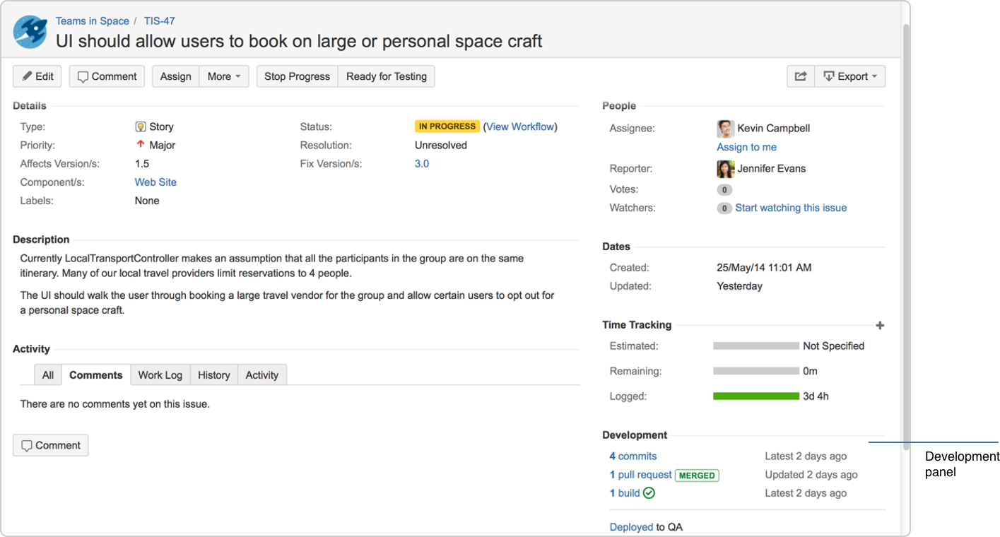 Teams in Space / TIS-47
UI should allow users to book on large or personal space craft
Edit Comment Assign More Stop Progress Ready for Testing Export
Details
Type: Story Status: IN PROGRESS (View Workflow)
Priority: Major Resolution: Unresolved
Affects Version/s: 1.5 Fix Version/s: 3.0
Component/s: Web Site
Labels: None
Description
Currently LocalTransportController makes an assumption that all the participants in the group are on the same
itinerary. Many of our local travel providers limit reservations to 4 people.
The UI should walk the user through booking a large travel vendor for the group and allow certain users to opt out for
a personal space craft.
Activity
All Comments Work Log History Activity
There are no comments yet on this issue.
Comment
People
Assignee: Kevin Campbell
Assign to me
Reporter: Jennifer Evans
Votes: 0
Watchers: 0 Start watching this issue
Dates
Created: 25/May/14 11:01 AM
Updated: Yesterday
Time Tracking
Estimated: Not Specified
Remaining: 0m
Logged: 3d 4h
Development
4 commits Latest 2 days ago
1 pull request MERGED Updated 2 days ago
1 build Latest 2 days ago
Deployed to QA
Development
panel